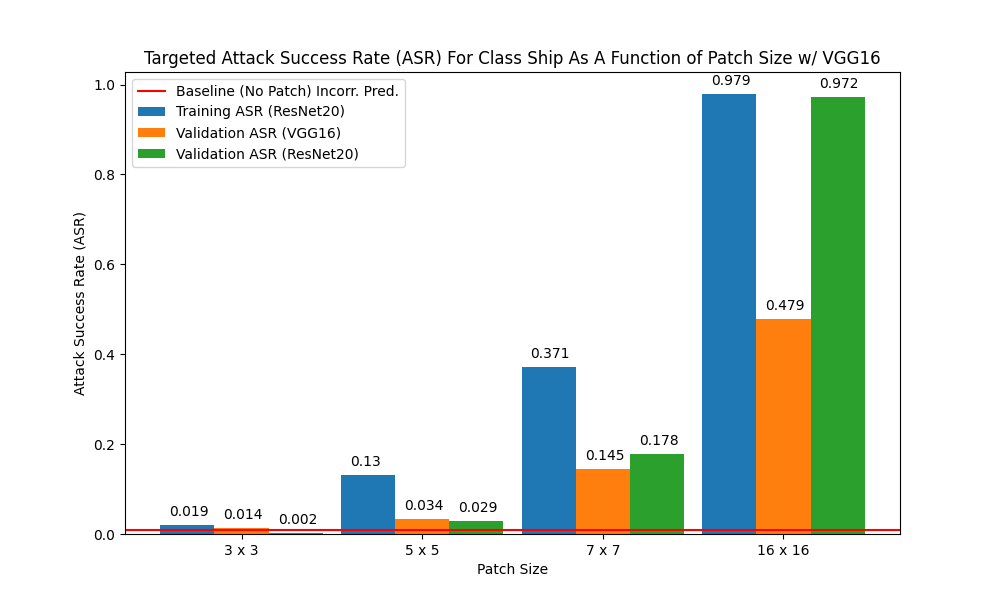 Targeted Attack Success Rate (ASR) For Class Ship As A Function of Patch Size w/ VGG16
Baseline (No Patch) Incorr. Pred.
Training ASR (ResNet20)
Validation ASR (VGG16)
Validation ASR (ResNet20)
Attack Success Rate (ASR)
1.0
0.8
0.6
0.4
0.2
0.0
0.019
0.014
0.002
0.13
0.034
0.029
0.371
0.145
0.178
0.979
0.479
0.972
3 x 3
5 x 5
7 x 7
16 x 16
Patch Size